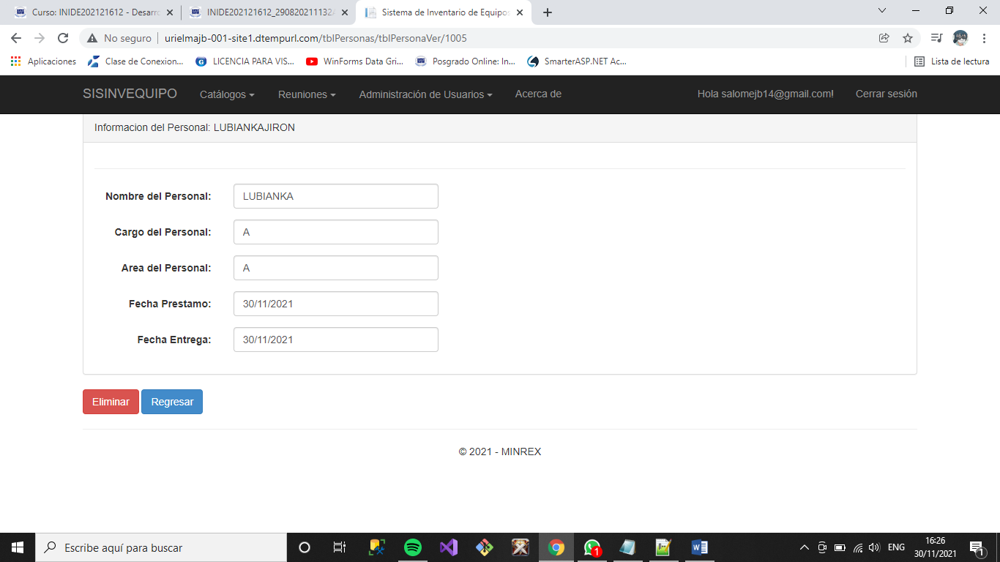 Curso: INIDE202121612 - Desarro
INIDE202121612_290820211132
Sistema de Inventario de Equipos
No seguro
urielmajb-001-site1.dtempurl.com/tblPersonas/tblPersonaVer/1005
Aplicaciones
Clase de Conexion...
LICENCIA PARA VIS...
WinForms Data Gri...
Posgrado Online: In...
SmarterASP.NET Ac...
Lista de lectura
SISINVEQUIPO
Catálogos
Reuniones
Administración de Usuarios
Acerca de
Hola salomejb14@gmail.com!
Cerrar sesión
Informacion del Personal: LUBIANKAJIRON
Nombre del Personal: LUBIANKA
Cargo del Personal: A
Area del Personal: A
Fecha Prestamo: 30/11/2021
Fecha Entrega: 30/11/2021
Eliminar
Regresar
© 2021 - MINREX
Escribe aquí para buscar
1
ENG
16:26
30/11/2021
1